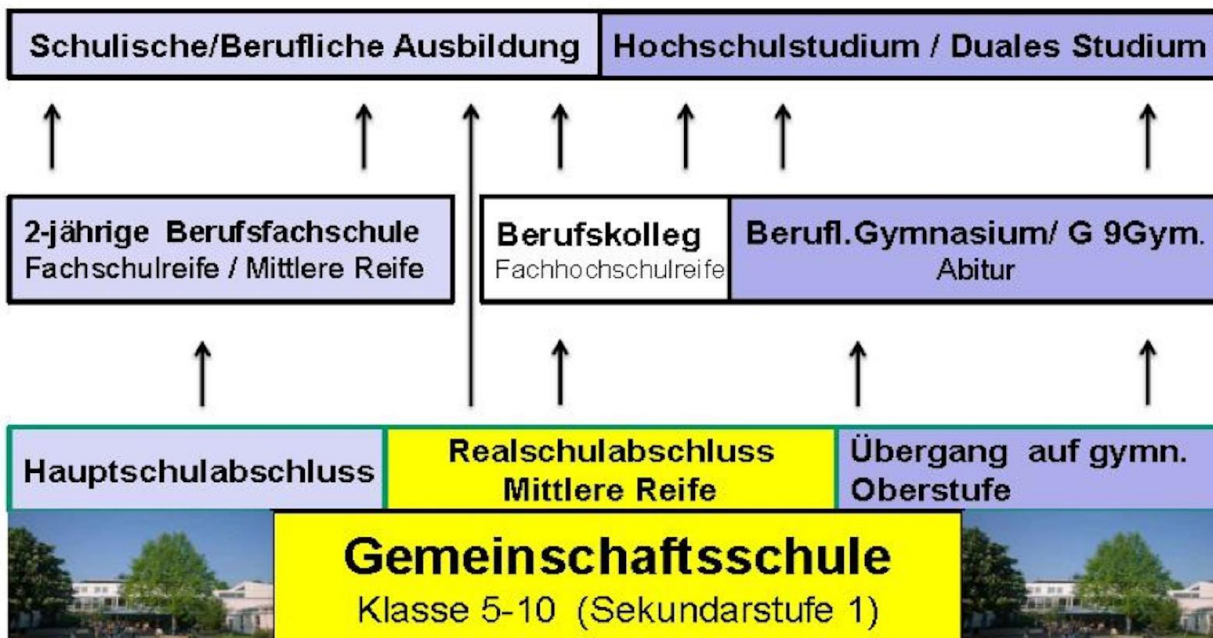 Schulische/Berufliche Ausbildung
Hochschulstudium / Duales Studium
2-jährige Berufsfachschule
Fachschulreife / Mittlere Reife
Berufskolleg
Fachhochschulreife
Berufl.Gymnasium/ G 9Gym.
Abitur
Hauptschulabschluss
Realschulabschluss
Mittlere Reife
Übergang auf gymn.
Oberstufe
Gemeinschaftsschule
Klasse 5-10 (Sekundarstufe 1)